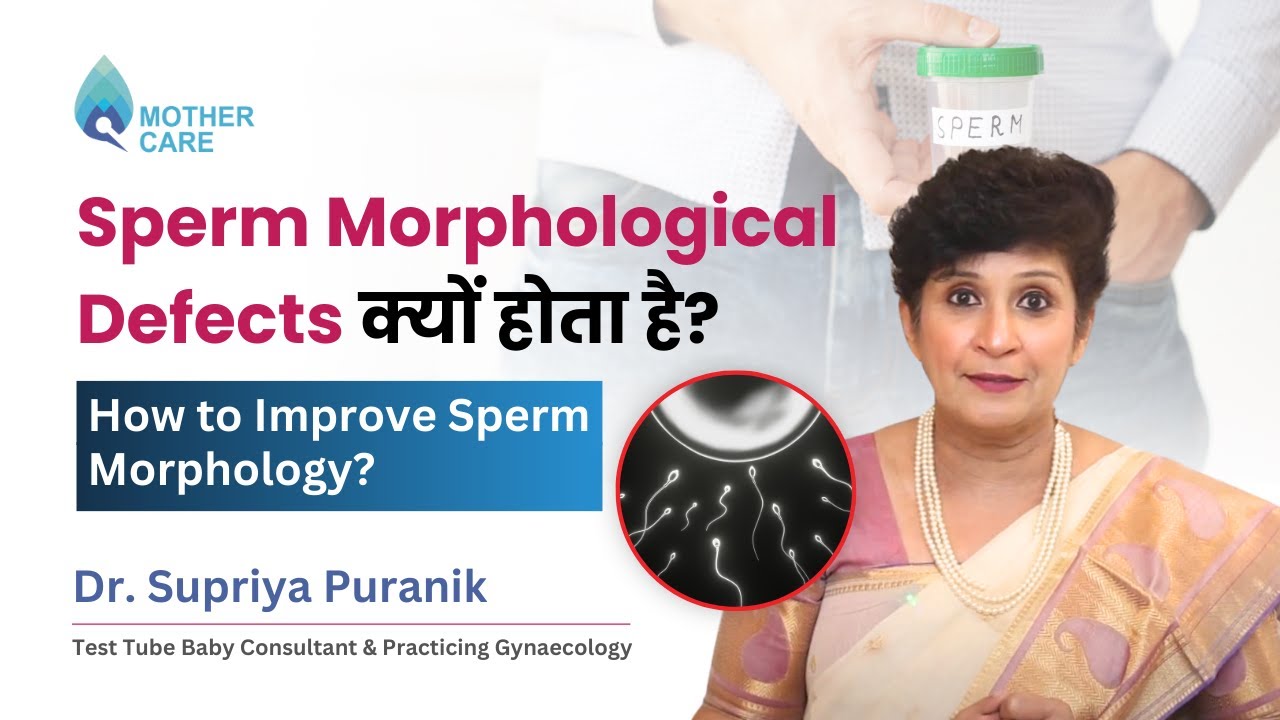 MOTHER
CARE
SPERM
Sperm Morphological
Defects क्यों होता है?
How to Improve Sperm
Morphology?
Dr. Supriya Puranik
Test Tube Baby Consultant & Practicing Gynaecology